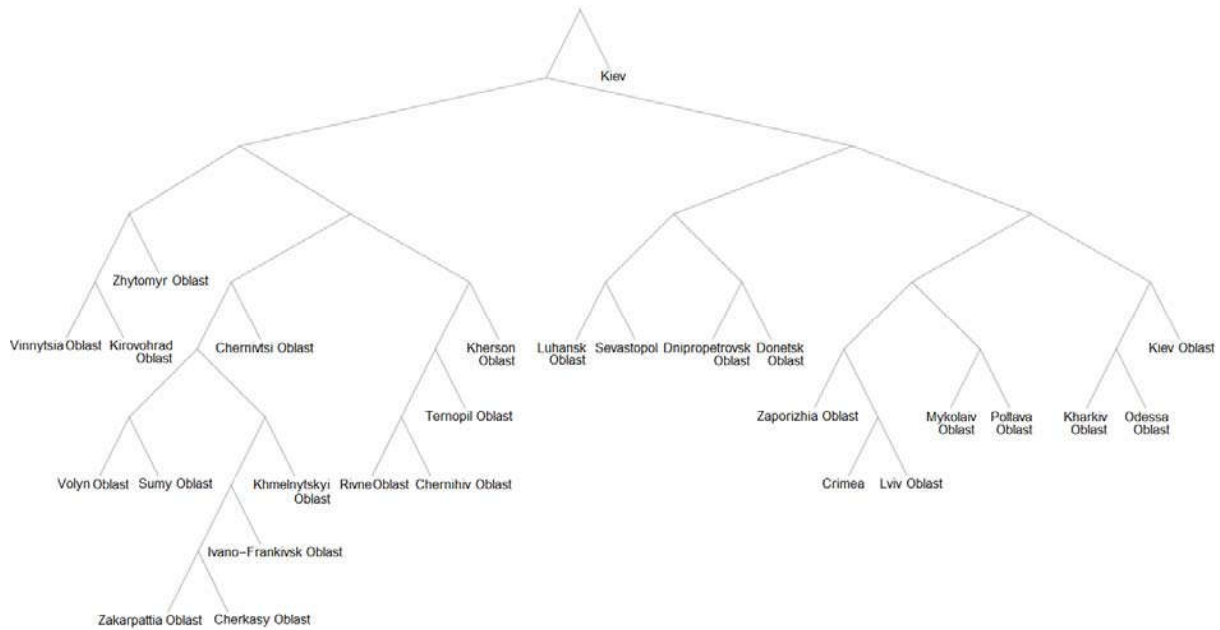 Kiev
Zhytomyr Oblast
Vinnytsia Oblast
Kirovohrad
Oblast
Chernivtsi Oblast
Kherson
Oblast
Luhansk
Oblast
Sevastopol
Dnipropetrovsk
Oblast
Donetsk
Oblast
Kiev Oblast
Ternopil Oblast
Zaporizhia Oblast
Mykolaiv
Oblast
Poltava
Oblast
Kharkiv
Oblast
Odessa
Oblast
Volyn Oblast
Sumy Oblast
Khmelnytskyi
Oblast
Rivne Oblast
Chernihiv Oblast
Crimea
Lviv Oblast
Ivano-Frankivsk Oblast
Zakarpattia Oblast
Cherkasy Oblast